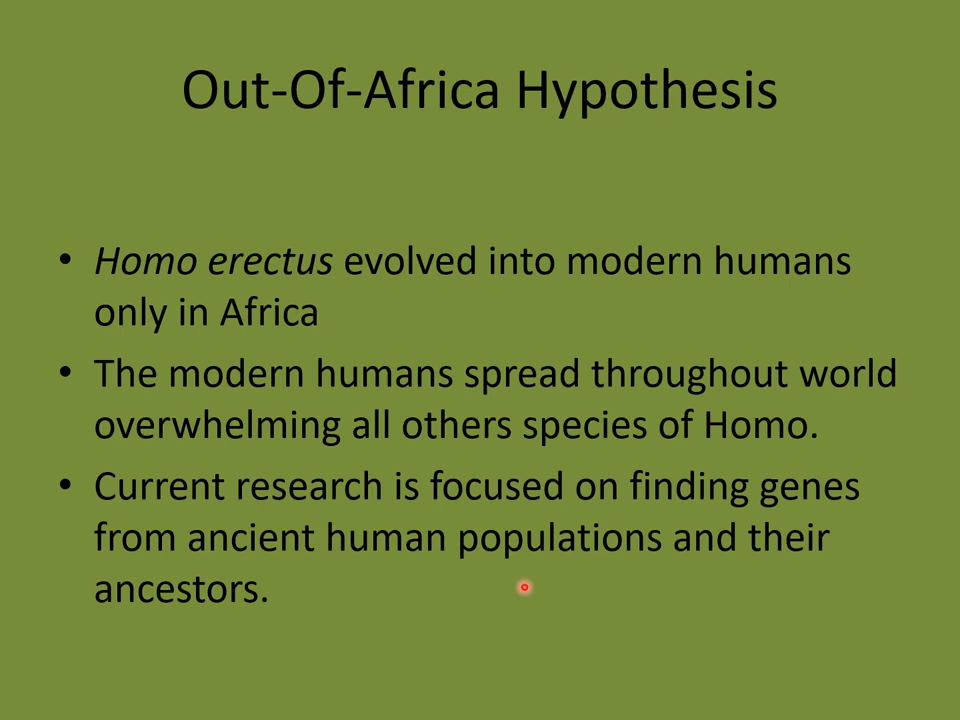 Out-Of-Africa Hypothesis
• Homo erectus evolved into modern humans
only in Africa
• The modern humans spread throughout world
overwhelming all others species of Homo.
• Current research is focused on finding genes
from ancient human populations and their
ancestors.